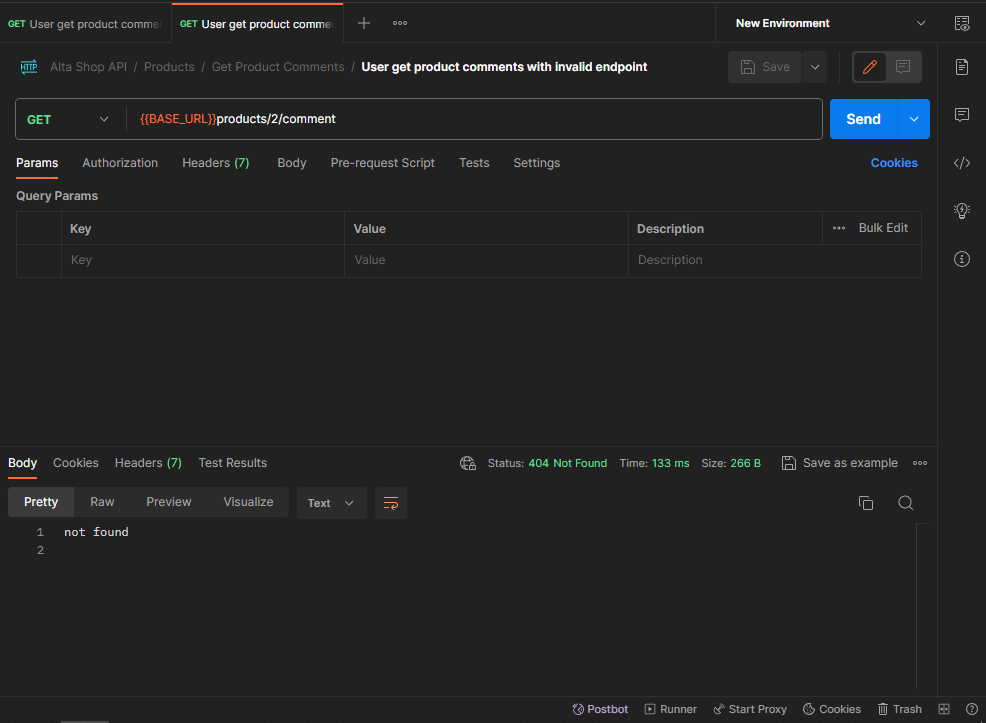 GET User get product comme GET User get product comme New Environment
HTTP Alta Shop API / Products / Get Product Comments / User get product comments with invalid endpoint Save
GET {{BASE_URL}}products/2/comment Send
Params Authorization Headers (7) Body Pre-request Script Tests Settings Cookies
Query Params
Key Value Description Bulk Edit
Key Value Description
Body Cookies Headers (7) Test Results Status: 404 Not Found Time: 133 ms Size: 266 B Save as example
Pretty Raw Preview Visualize Text
1 not found
2
Postbot Runner Start Proxy Cookies Trash